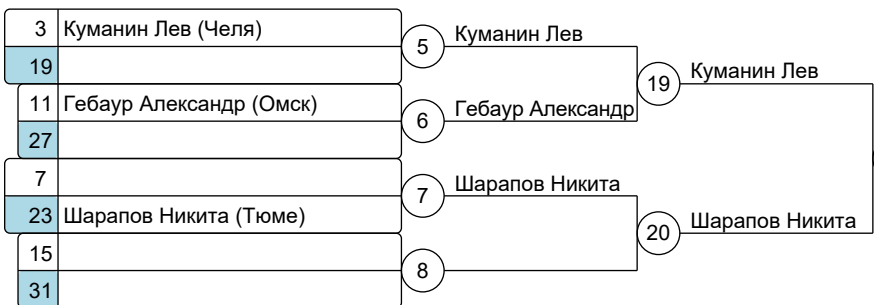 3 Куманин Лев (Челя)
19
11 Гебаур Александр (Омск)
27
7
23 Шарапов Никита (Тюме)
15
31
5 Куманин Лев
6 Гебаур Александр
7 Шарапов Никита
8
19 Куманин Лев
20 Шарапов Никита